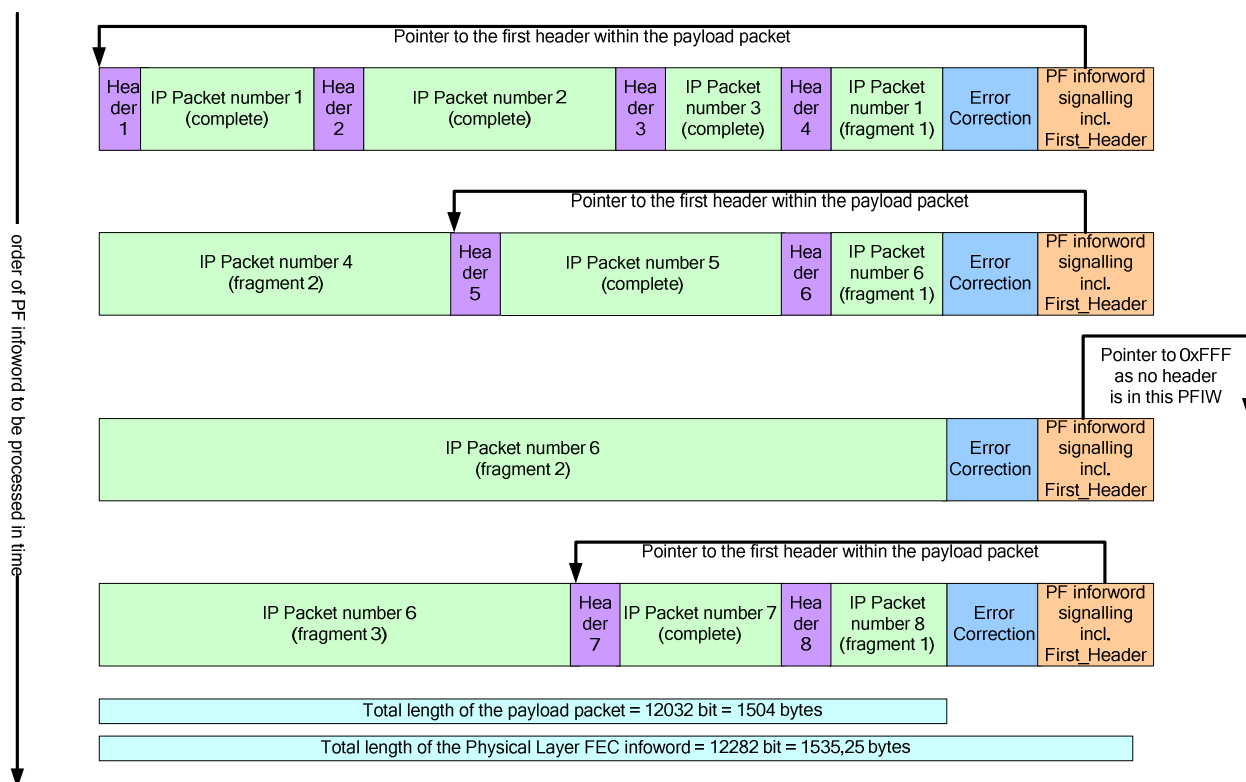 Pointer to the first header within the payload packet
Hea
der
1
IP Packet number 1
(complete)
Hea
der
2
IP Packet number 2
(complete)
Hea
der
3
IP Packet
number 3
(complete)
Hea
der
4
IP Packet
number 1
(fragment 1)
Error
Correction
PF inforword
signalling
incl.
First_Header
Pointer to the first header within the payload packet
IP Packet number 4
(fragment 2)
Hea
der
5
IP Packet number 5
(complete)
Hea
der
6
IP Packet
number 6
(fragment 1)
Error
Correction
PF inforword
signalling
incl.
First_Header
order of PF infoword to be processed in time
Pointer to 0xFFF
as no header
is in this PFIW
IP Packet number 6
(fragment 2)
Error
Correction
PF inforword
signalling
incl.
First_Header
Pointer to the first header within the payload packet
IP Packet number 6
(fragment 3)
Hea
der
7
IP Packet number 7
(complete)
Hea
der
8
IP Packet
number 8
(fragment 1)
Error
Correction
PF inforword
signalling
incl.
First_Header
Total length of the payload packet = 12032 bit = 1504 bytes
Total length of the Physical Layer FEC infoword = 12282 bit = 1535,25 bytes